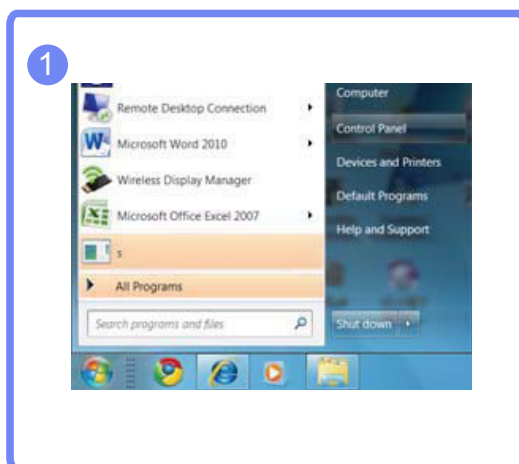 1
Remote Desktop Connection
Microsoft Word 2010
Wireless Display Manager
Microsoft Office Excel 2007
s
All Programs
Search programs and files
Computer
Control Panel
Devices and Printers
Default Programs
Help and Support
Shut down